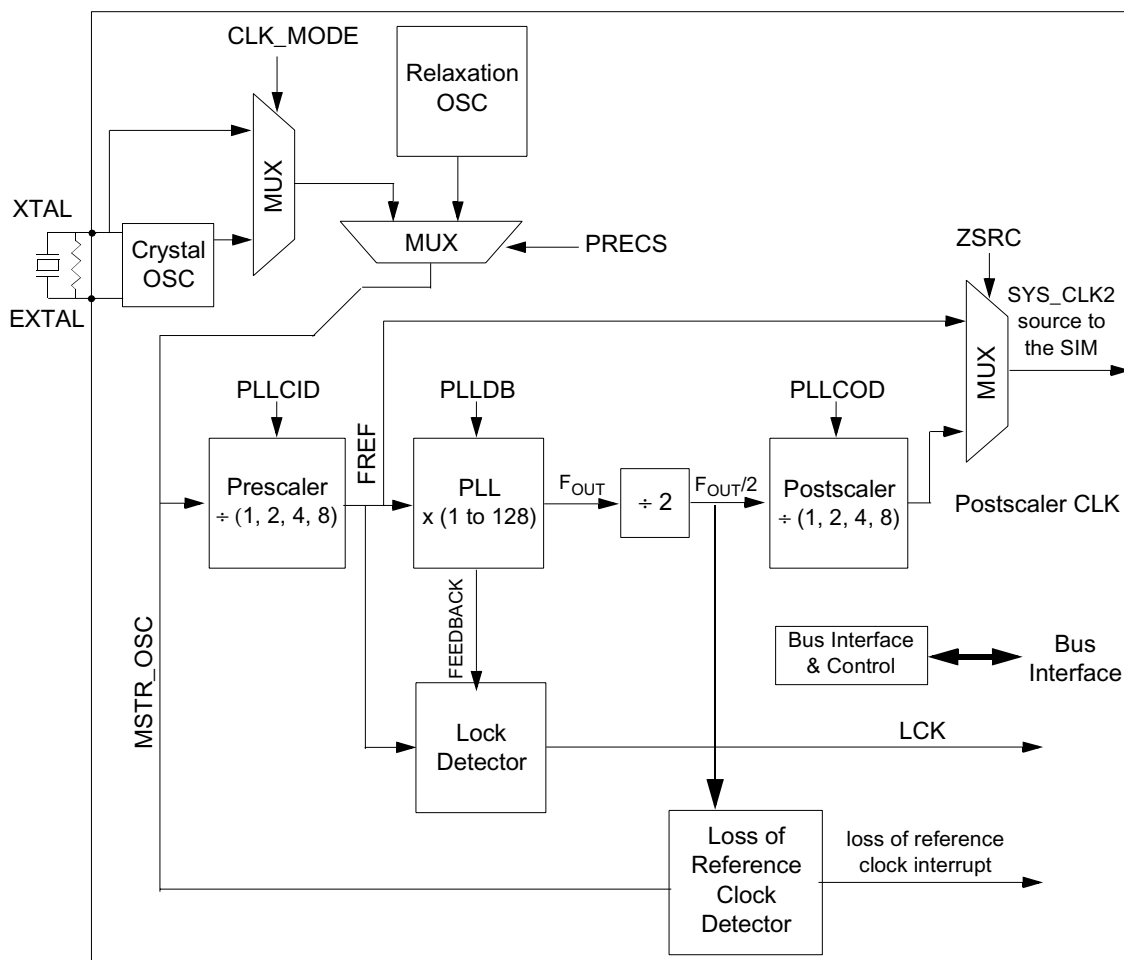 CLK_MODE
Relaxation
OSC
MUX
XTAL
Crystal
OSC
EXTAL
MUX
PRECS
ZSRC
SYS_CLK2
source to
the SIM
MUX
PLLCID
PLLDB
PLLCOD
FREF
Prescaler
÷ (1, 2, 4, 8)
PLL
x (1 to 128)
FOUT
÷ 2
FOUT/2
Postscaler
÷ (1, 2, 4, 8)
Postscaler CLK
FEEDBACK
MSTR_OSC
Bus Interface
& Control
Bus
Interface
Lock
Detector
LCK
Loss of
Reference
Clock
Detector
loss of reference
clock interrupt